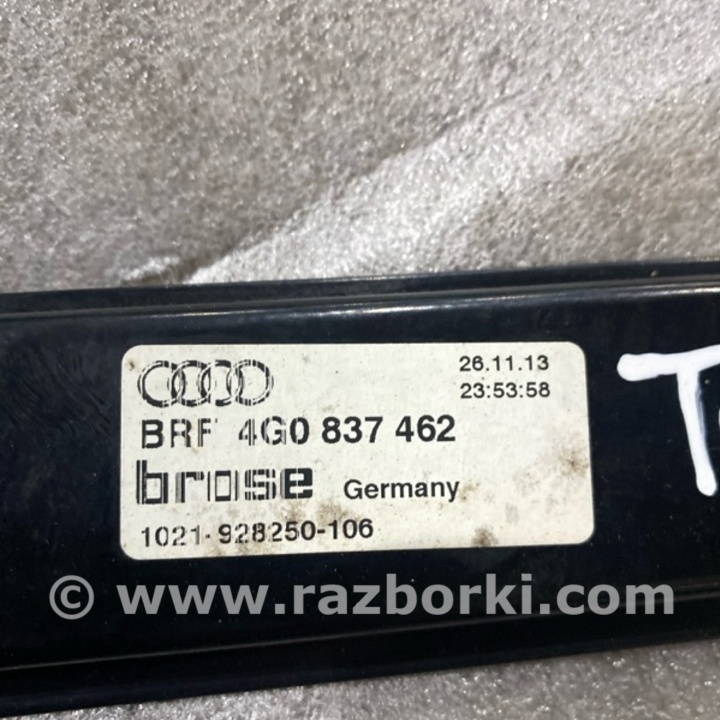 26.11.13
23:53:58
BRF 4G0 837 462
brose Germany
1021-928250-106
© www.razborki.com